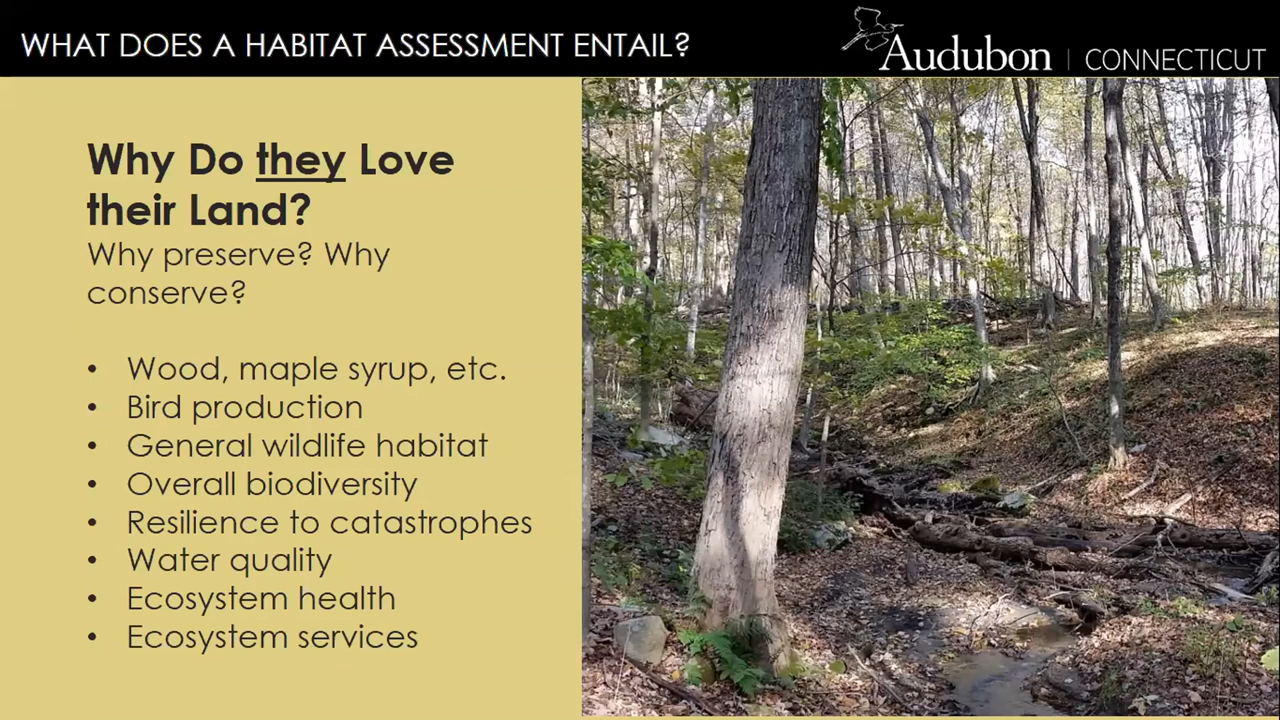 WHAT DOES A HABITAT ASSESSMENT ENTAIL?
Audubon | CONNECTICUT
Why Do they Love
their Land?
Why preserve? Why
conserve?
• Wood, maple syrup, etc.
• Bird production
• General wildlife habitat
• Overall biodiversity
• Resilience to catastrophes
• Water quality
• Ecosystem health
• Ecosystem services